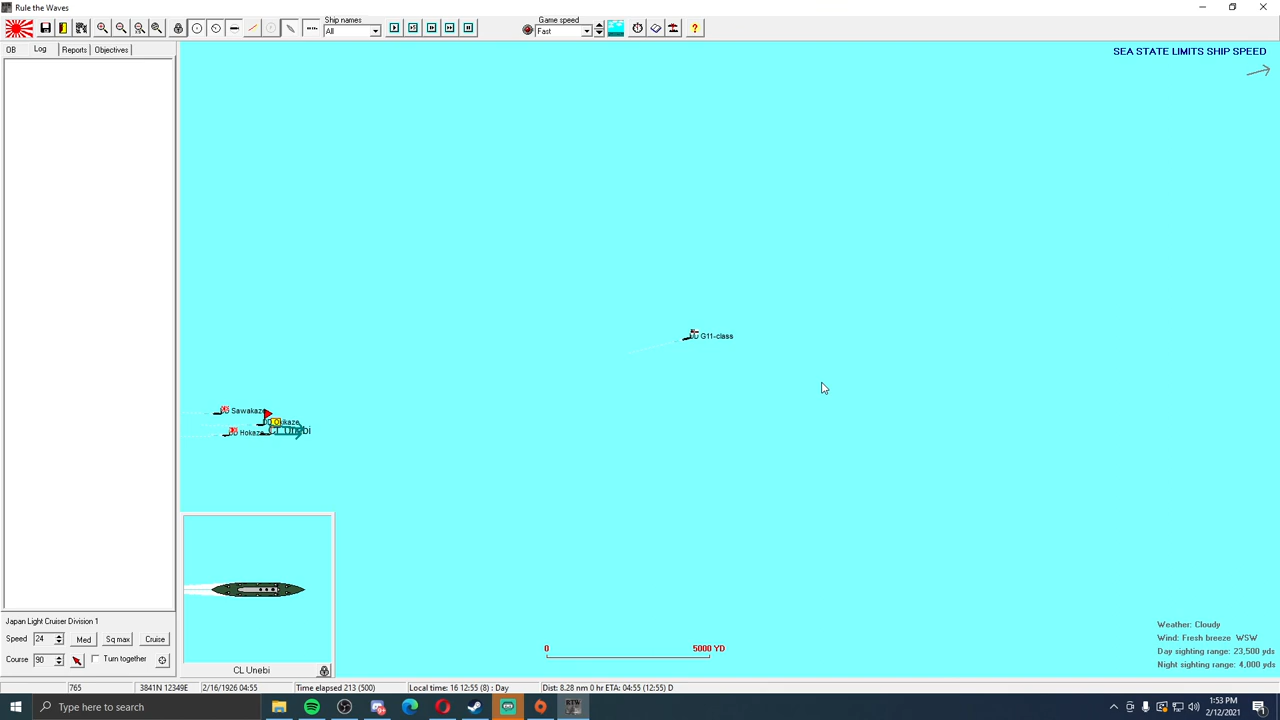 Rule the Waves
Ship names
All
Game speed
Fast
OB Log Reports Objectives
SEA STATE LIMITS SHIP SPEED
DD G11-class
Sawakaze
Hokaze
CL Unebi
CL Unebi
0 5000 YD
Weather: Cloudy
Wind: Fresh breeze WSW
Day sighting range: 23,500 yds
Night sighting range: 4,000 yds
Japan Light Cruiser Division 1
Speed 24 Med Sq max Cruise
Course 90 Turn together
765 3841N 12349E 2/16/1926 04:55 Time elapsed 213 (500) Local time: 16 12:55 (8) : Day Dist: 8.28 nm 0 hr ETA: 04:55 (12:55) D
Type here to search
1:53 PM
2/12/2021